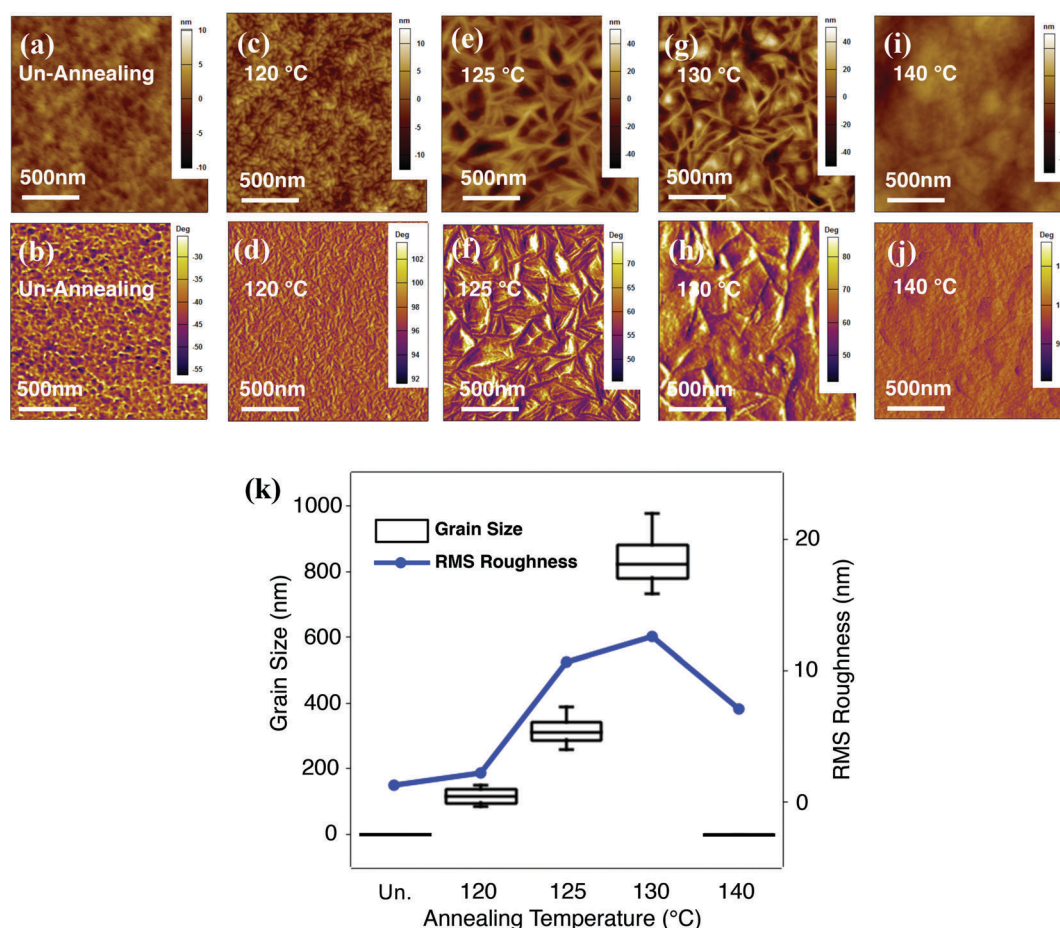 (a)
Un-Annealing
500nm
nm
10
5
0
-5
-10
(c)
120 °C
500nm
nm
10
5
0
-5
-10
(e)
125 °C
500nm
nm
40
20
0
-20
-40
(g)
130 °C
500nm
nm
40
20
0
-20
-40
(i)
140 °C
500nm
(b)
Un-Annealing
500nm
Deg
-30
-35
-40
-45
-50
-55
(d)
120 °C
500nm
Deg
102
100
98
96
94
92
(f)
125 °C
500nm
Deg
70
65
60
55
50
(h)
130 °C
500nm
Deg
80
70
60
50
(j)
140 °C
500nm
Deg
1
1
9
(k)
Grain Size
RMS Roughness
Grain Size (nm)
1000
800
600
400
200
0
RMS Roughness (nm)
20
10
0
Un. 120 125 130 140
Annealing Temperature (°C)